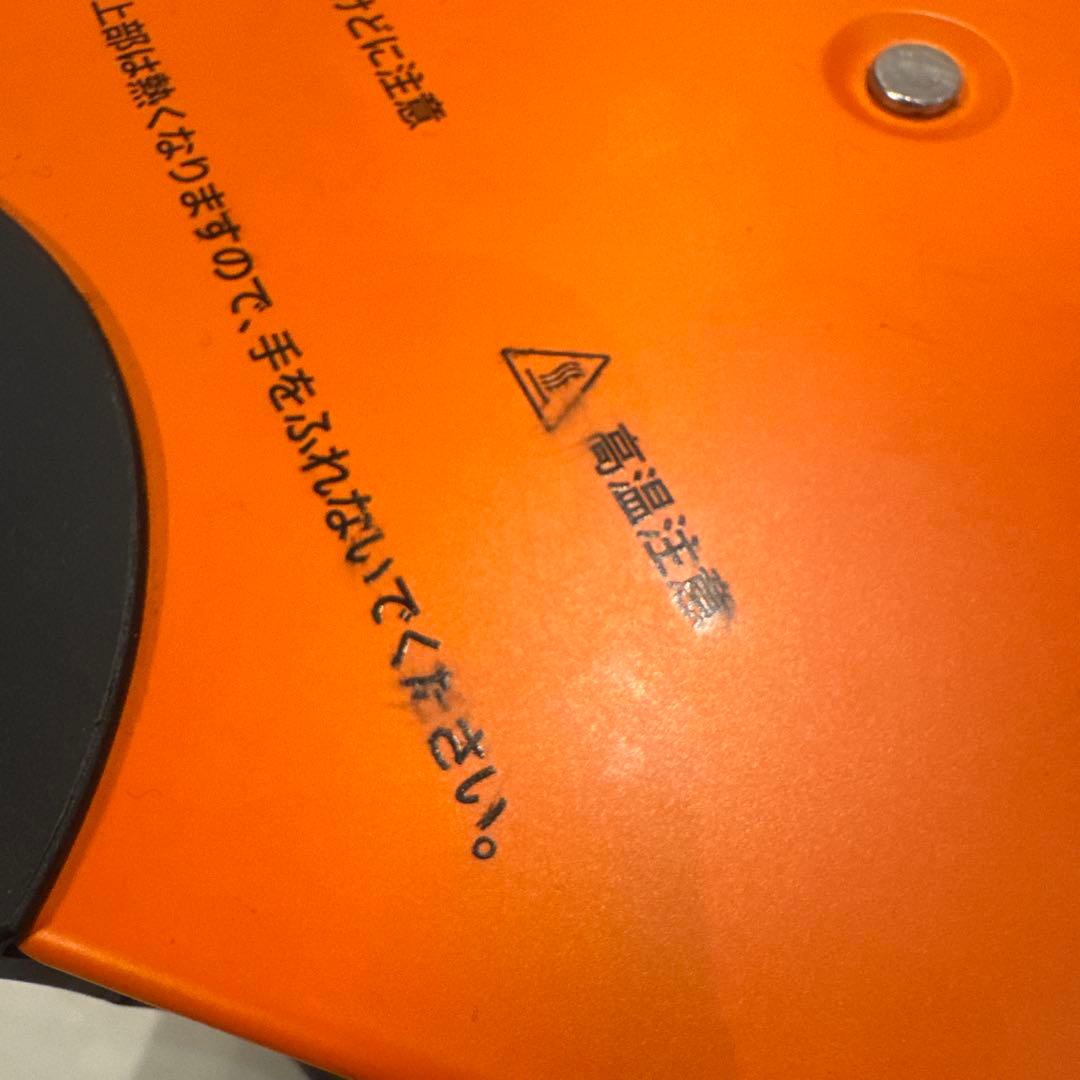 けどに注意
高温注意
上部は熱くなりますので、手をふれないでください。